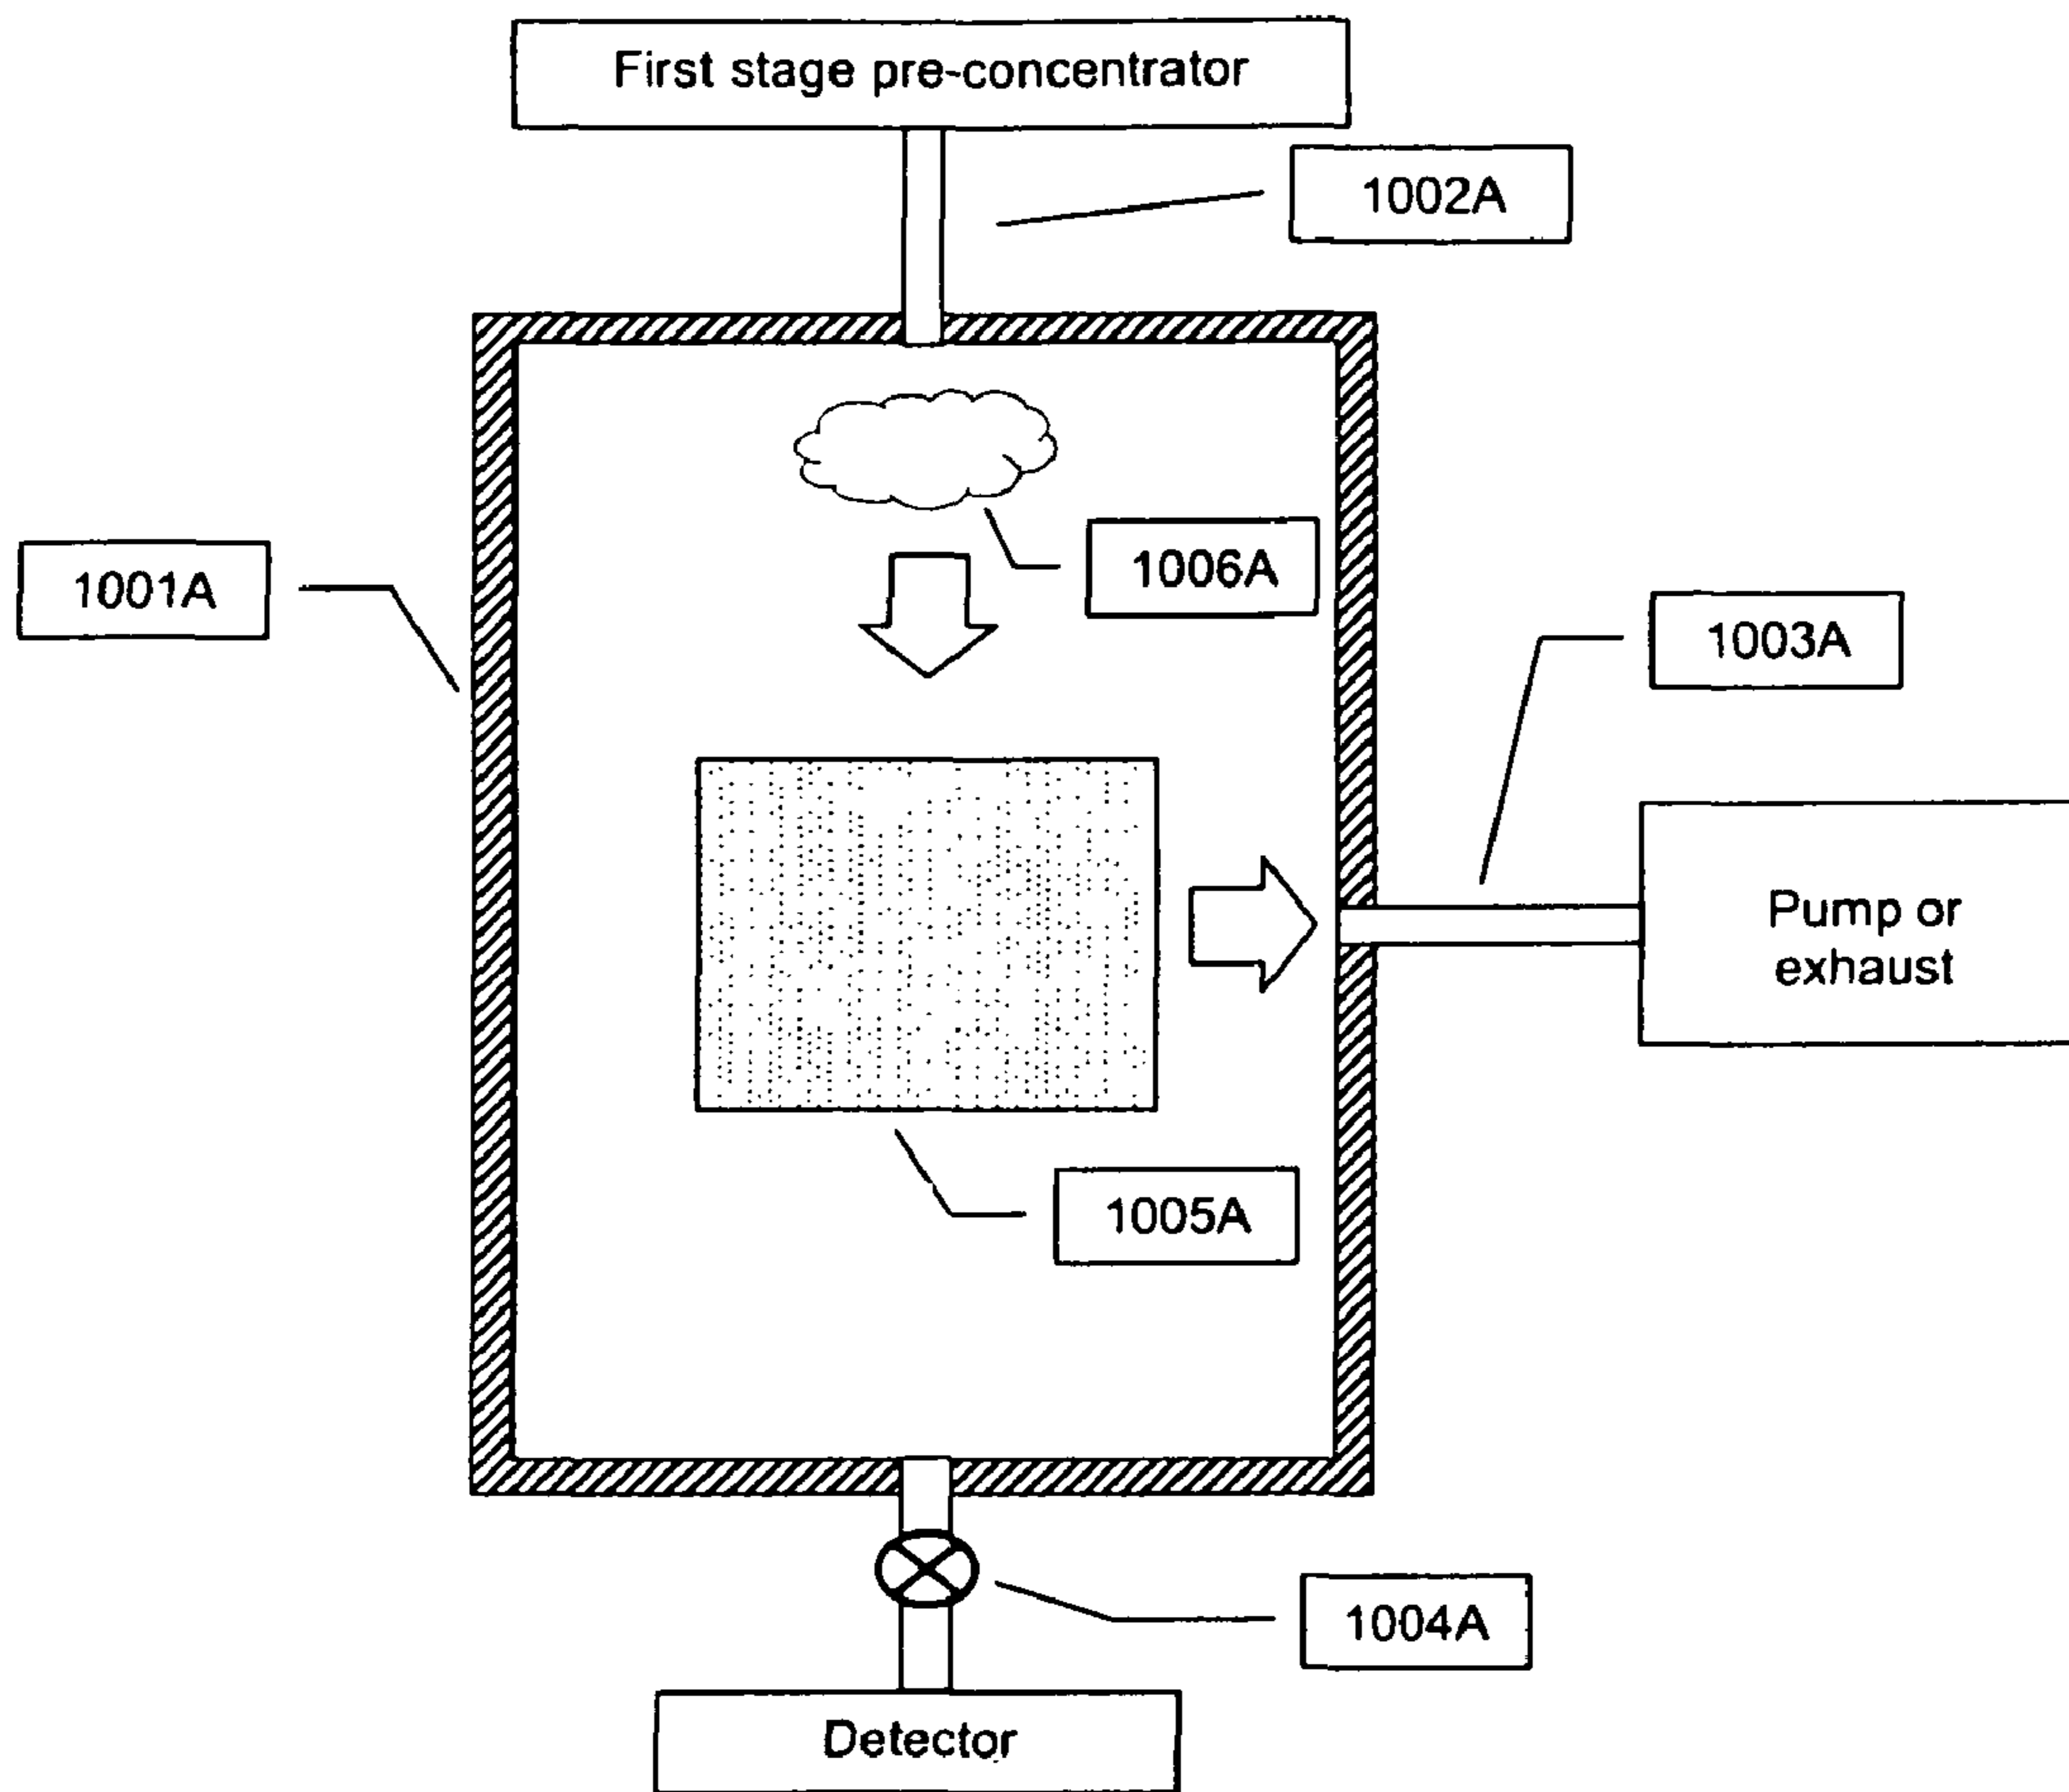 First stage pre-concentrator
1002A
1006A
1001A
1003A
Pump or
exhaust
1005A
1004A
Detector